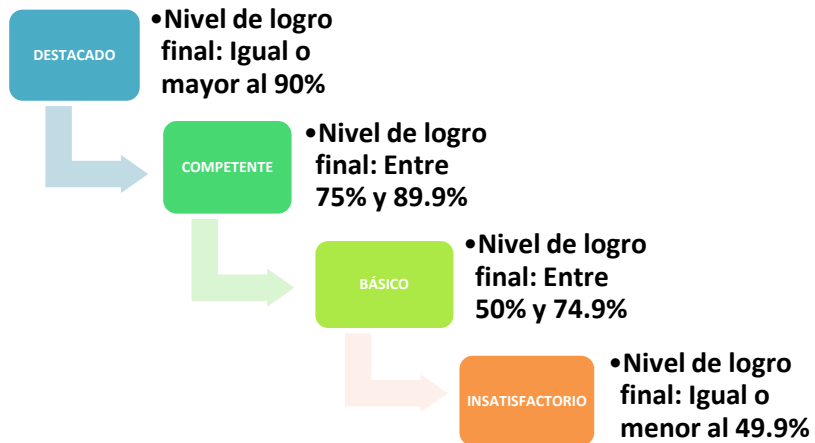 DESTACADO
•Nivel de logro
final: Igual o
mayor al 90%
COMPETENTE
•Nivel de logro
final: Entre
75% y 89.9%
BÁSICO
•Nivel de logro
final: Entre
50% y 74.9%
INSATISFACTORIO
•Nivel de logro
final: Igual o
menor al 49.9%